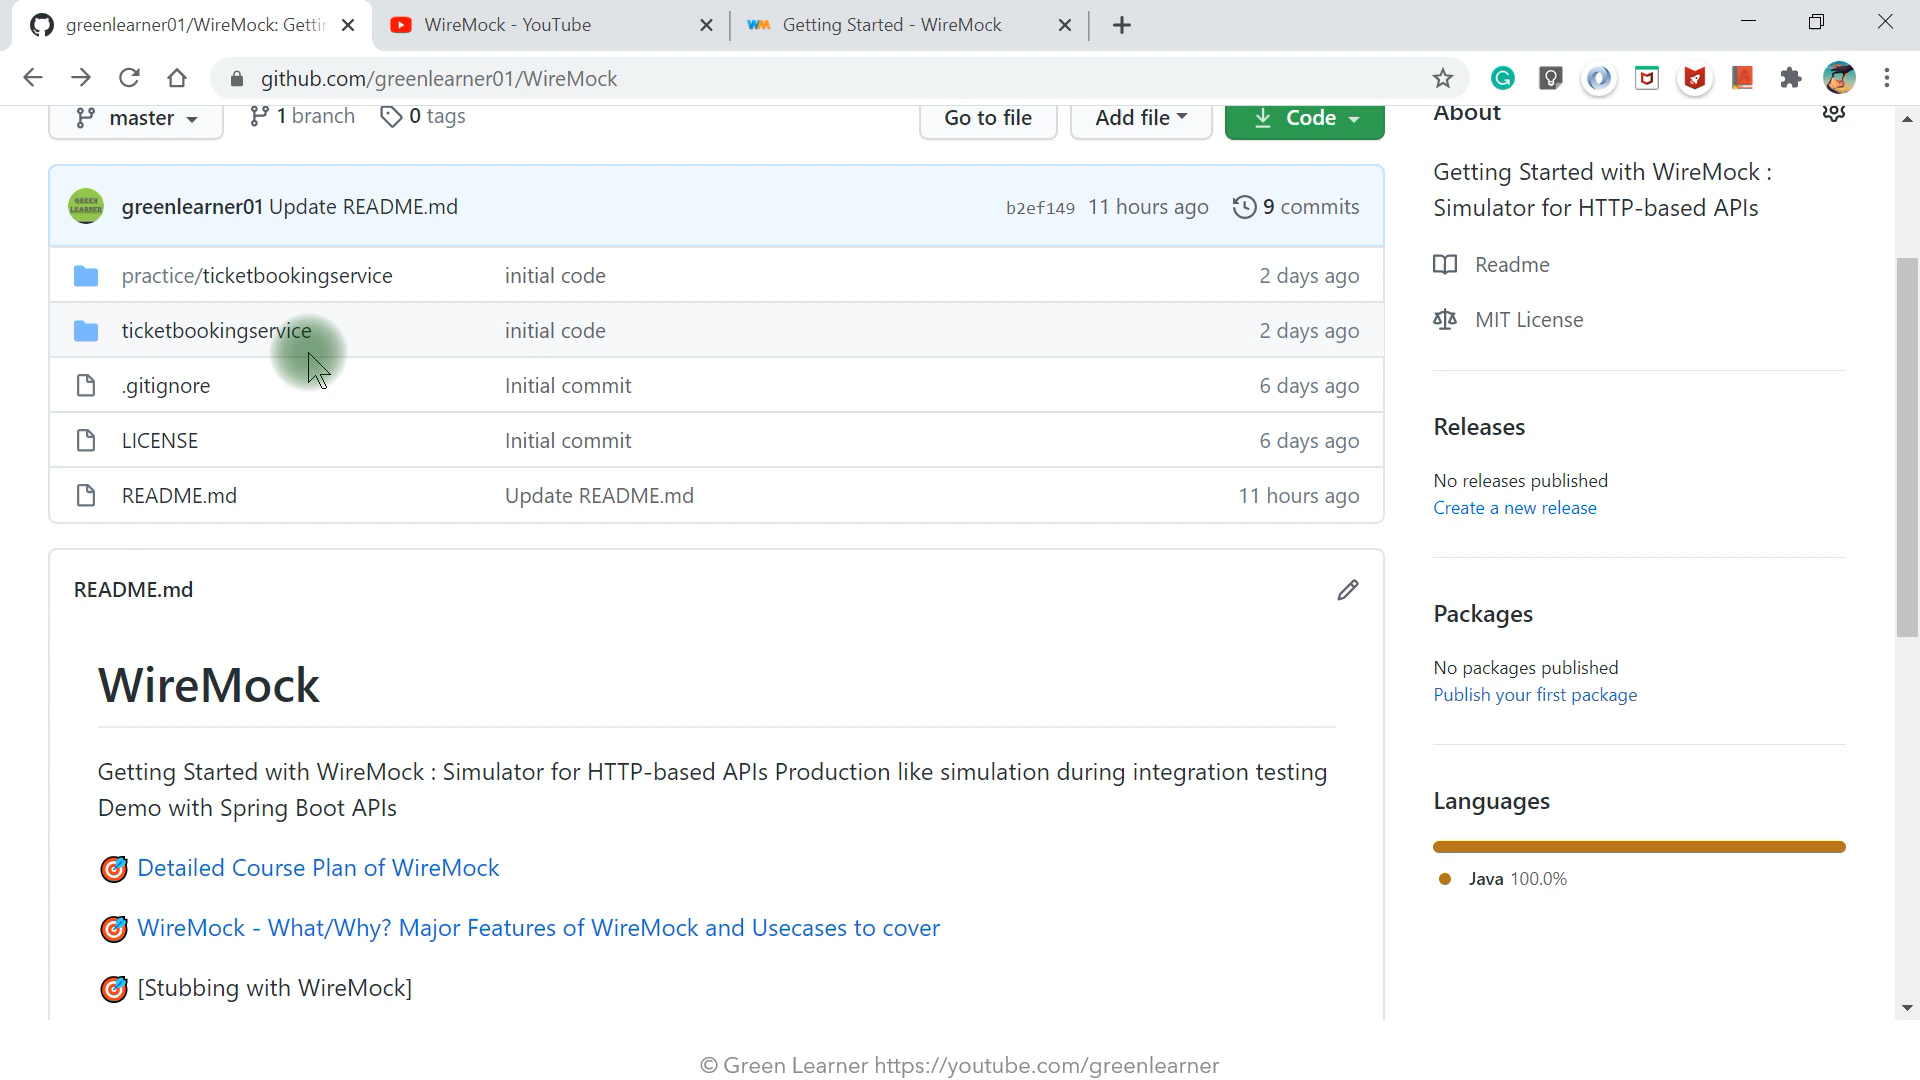 greenlearner01/WireMock: Gettin
WireMock - YouTube
Getting Started - WireMock
github.com/greenlearner01/WireMock
master
1 branch
0 tags
Go to file
Add file
Code
About
Getting Started with WireMock :
Simulator for HTTP-based APIs
GREEN
LEARNER
greenlearner01 Update README.md
b2ef149 11 hours ago
9 commits
practice/ticketbookingservice
initial code
2 days ago
Readme
ticketbookingservice
initial code
2 days ago
MIT License
.gitignore
Initial commit
6 days ago
LICENSE
Initial commit
6 days ago
README.md
Update README.md
11 hours ago
Releases
No releases published
Create a new release
README.md
Packages
No packages published
Publish your first package
WireMock
Getting Started with WireMock : Simulator for HTTP-based APIs Production like simulation during integration testing
Demo with Spring Boot APIs
Languages
Java 100.0%
Detailed Course Plan of WireMock
WireMock - What/Why? Major Features of WireMock and Usecases to cover
[Stubbing with WireMock]
© Green Learner https://youtube.com/greenlearner